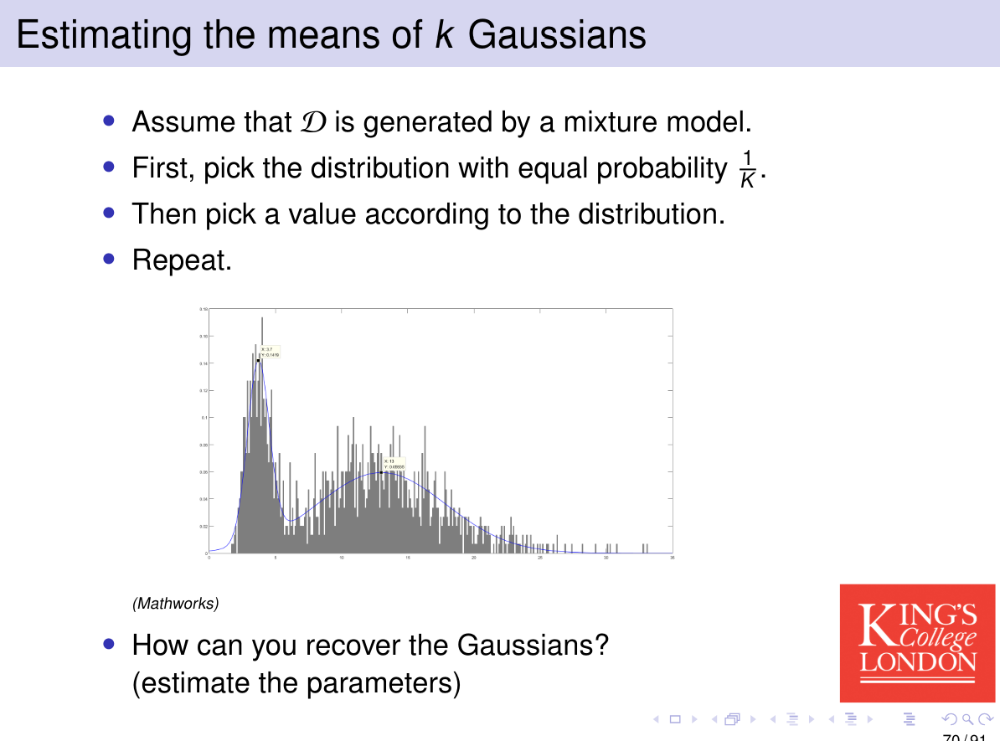 Estimating the means of k Gaussians
• Assume that 𝒟 is generated by a mixture model.
• First, pick the distribution with equal probability 1/K.
• Then pick a value according to the distribution.
• Repeat.
0.18
0.16
0.14
0.12
0.1
0.08
0.06
0.04
0.02
0
0 5 10 15 20 25 30 35
X: 3.7
Y: 0.1419
X: 13
(Mathworks)
• How can you recover the Gaussians?
(estimate the parameters)
KING'S
College
LONDON
70 / 91